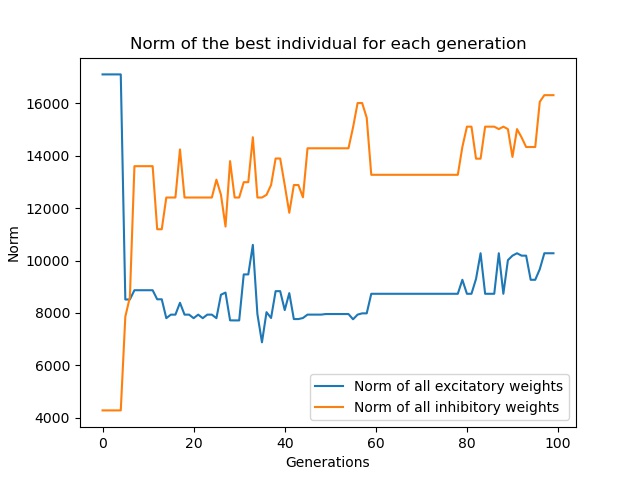 Norm of the best individual for each generation
16000
14000
12000
10000
8000
6000
4000
Norm
0 20 40 60 80 100
Generations
Norm of all excitatory weights
Norm of all inhibitory weights